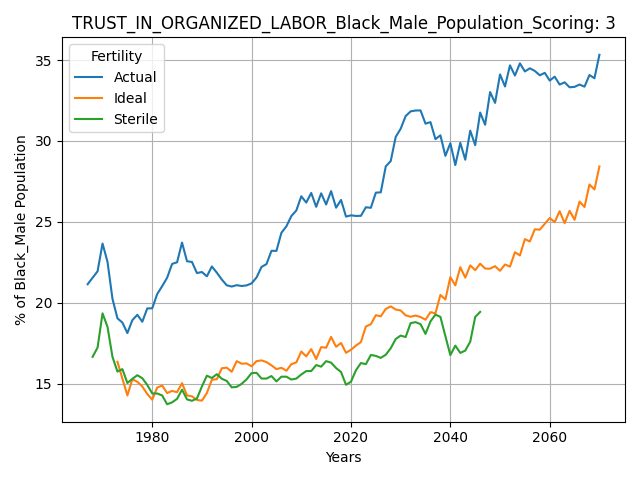 TRUST_IN_ORGANIZED_LABOR_Black_Male_Population_Scoring: 3
Fertility
Actual
Ideal
Sterile
% of Black_Male Population
35
30
25
20
15
1980
2000
2020
2040
2060
Years